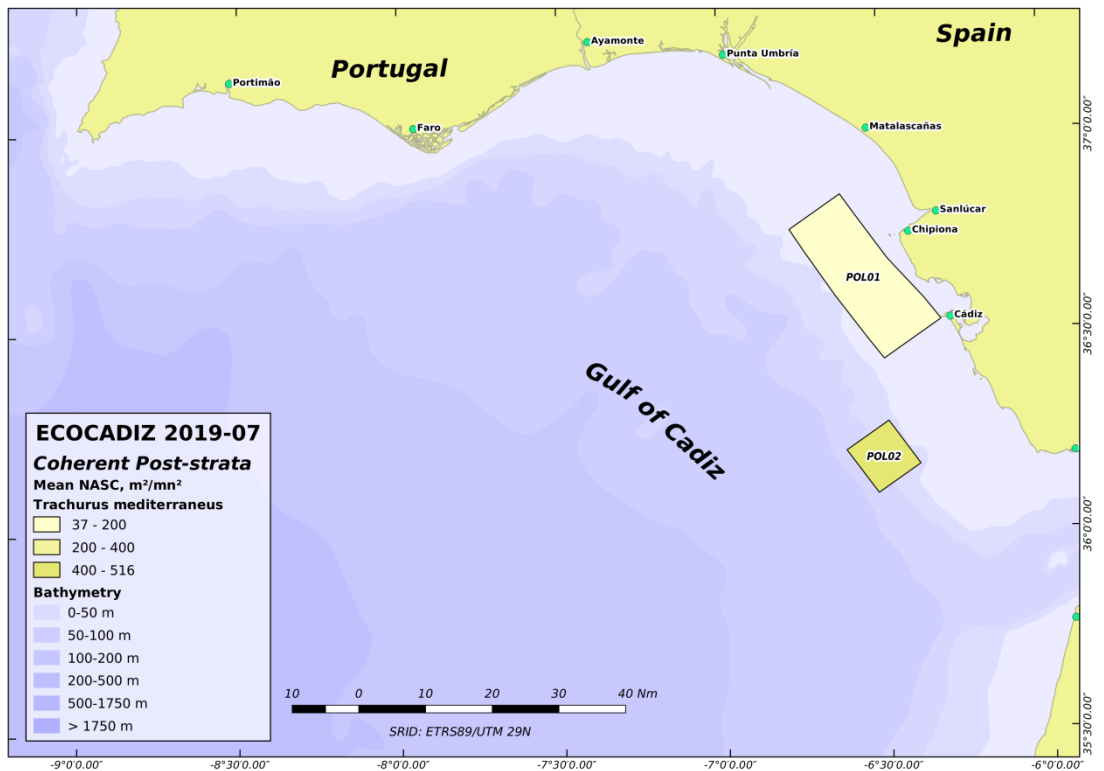 Spain
Portugal
Ayamonte
Punta Umbría
Portimão
Faro
Matalascañas
Sanlúcar
Chipiona
POL01
Cádiz
Gulf of Cadiz
POL02
ECOCADIZ 2019-07
Coherent Post-strata
Mean NASC, m²/mn²
Trachurus mediterraneus
37 - 200
200 - 400
400 - 516
Bathymetry
0-50 m
50-100 m
100-200 m
200-500 m
500-1750 m
> 1750 m
10 0 10 20 30 40 Nm
SRID: ETRS89/UTM 29N
37°0'0.00"
36°30'0.00"
36°0'0.00"
35°30'0.00"
-9°0'0.00" -8°30'0.00" -8°0'0.00" -7°30'0.00" -7°0'0.00" -6°30'0.00" -6°0'0.00"